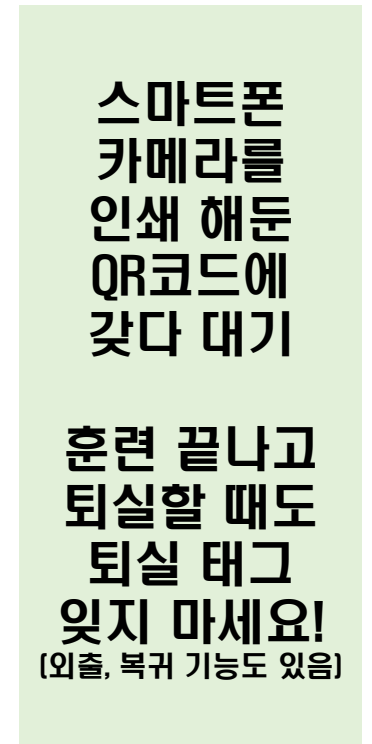 스마트폰
카메라를
인쇄 해둔
QR코드에
갖다 대기
훈련 끝나고
퇴실할 때도
퇴실 태그
잊지 마세요!
(외출, 복귀 기능도 있음)